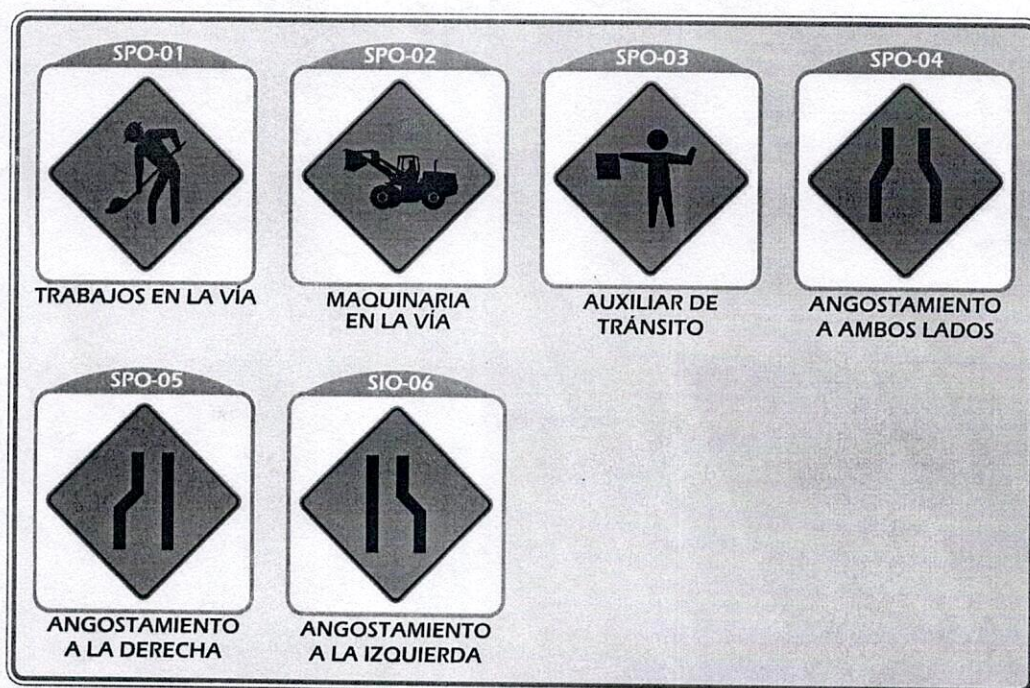 SPO-01
SPO-02
SPO-03
SPO-04
TRABAJOS EN LA VÍA
MAQUINARIA
EN LA VÍA
AUXILIAR DE
TRÁNSITO
ANGOSTAMIENTO
A AMBOS LADOS
SPO-05
SIO-06
ANGOSTAMIENTO
A LA DERECHA
ANGOSTAMIENTO
A LA IZQUIERDA